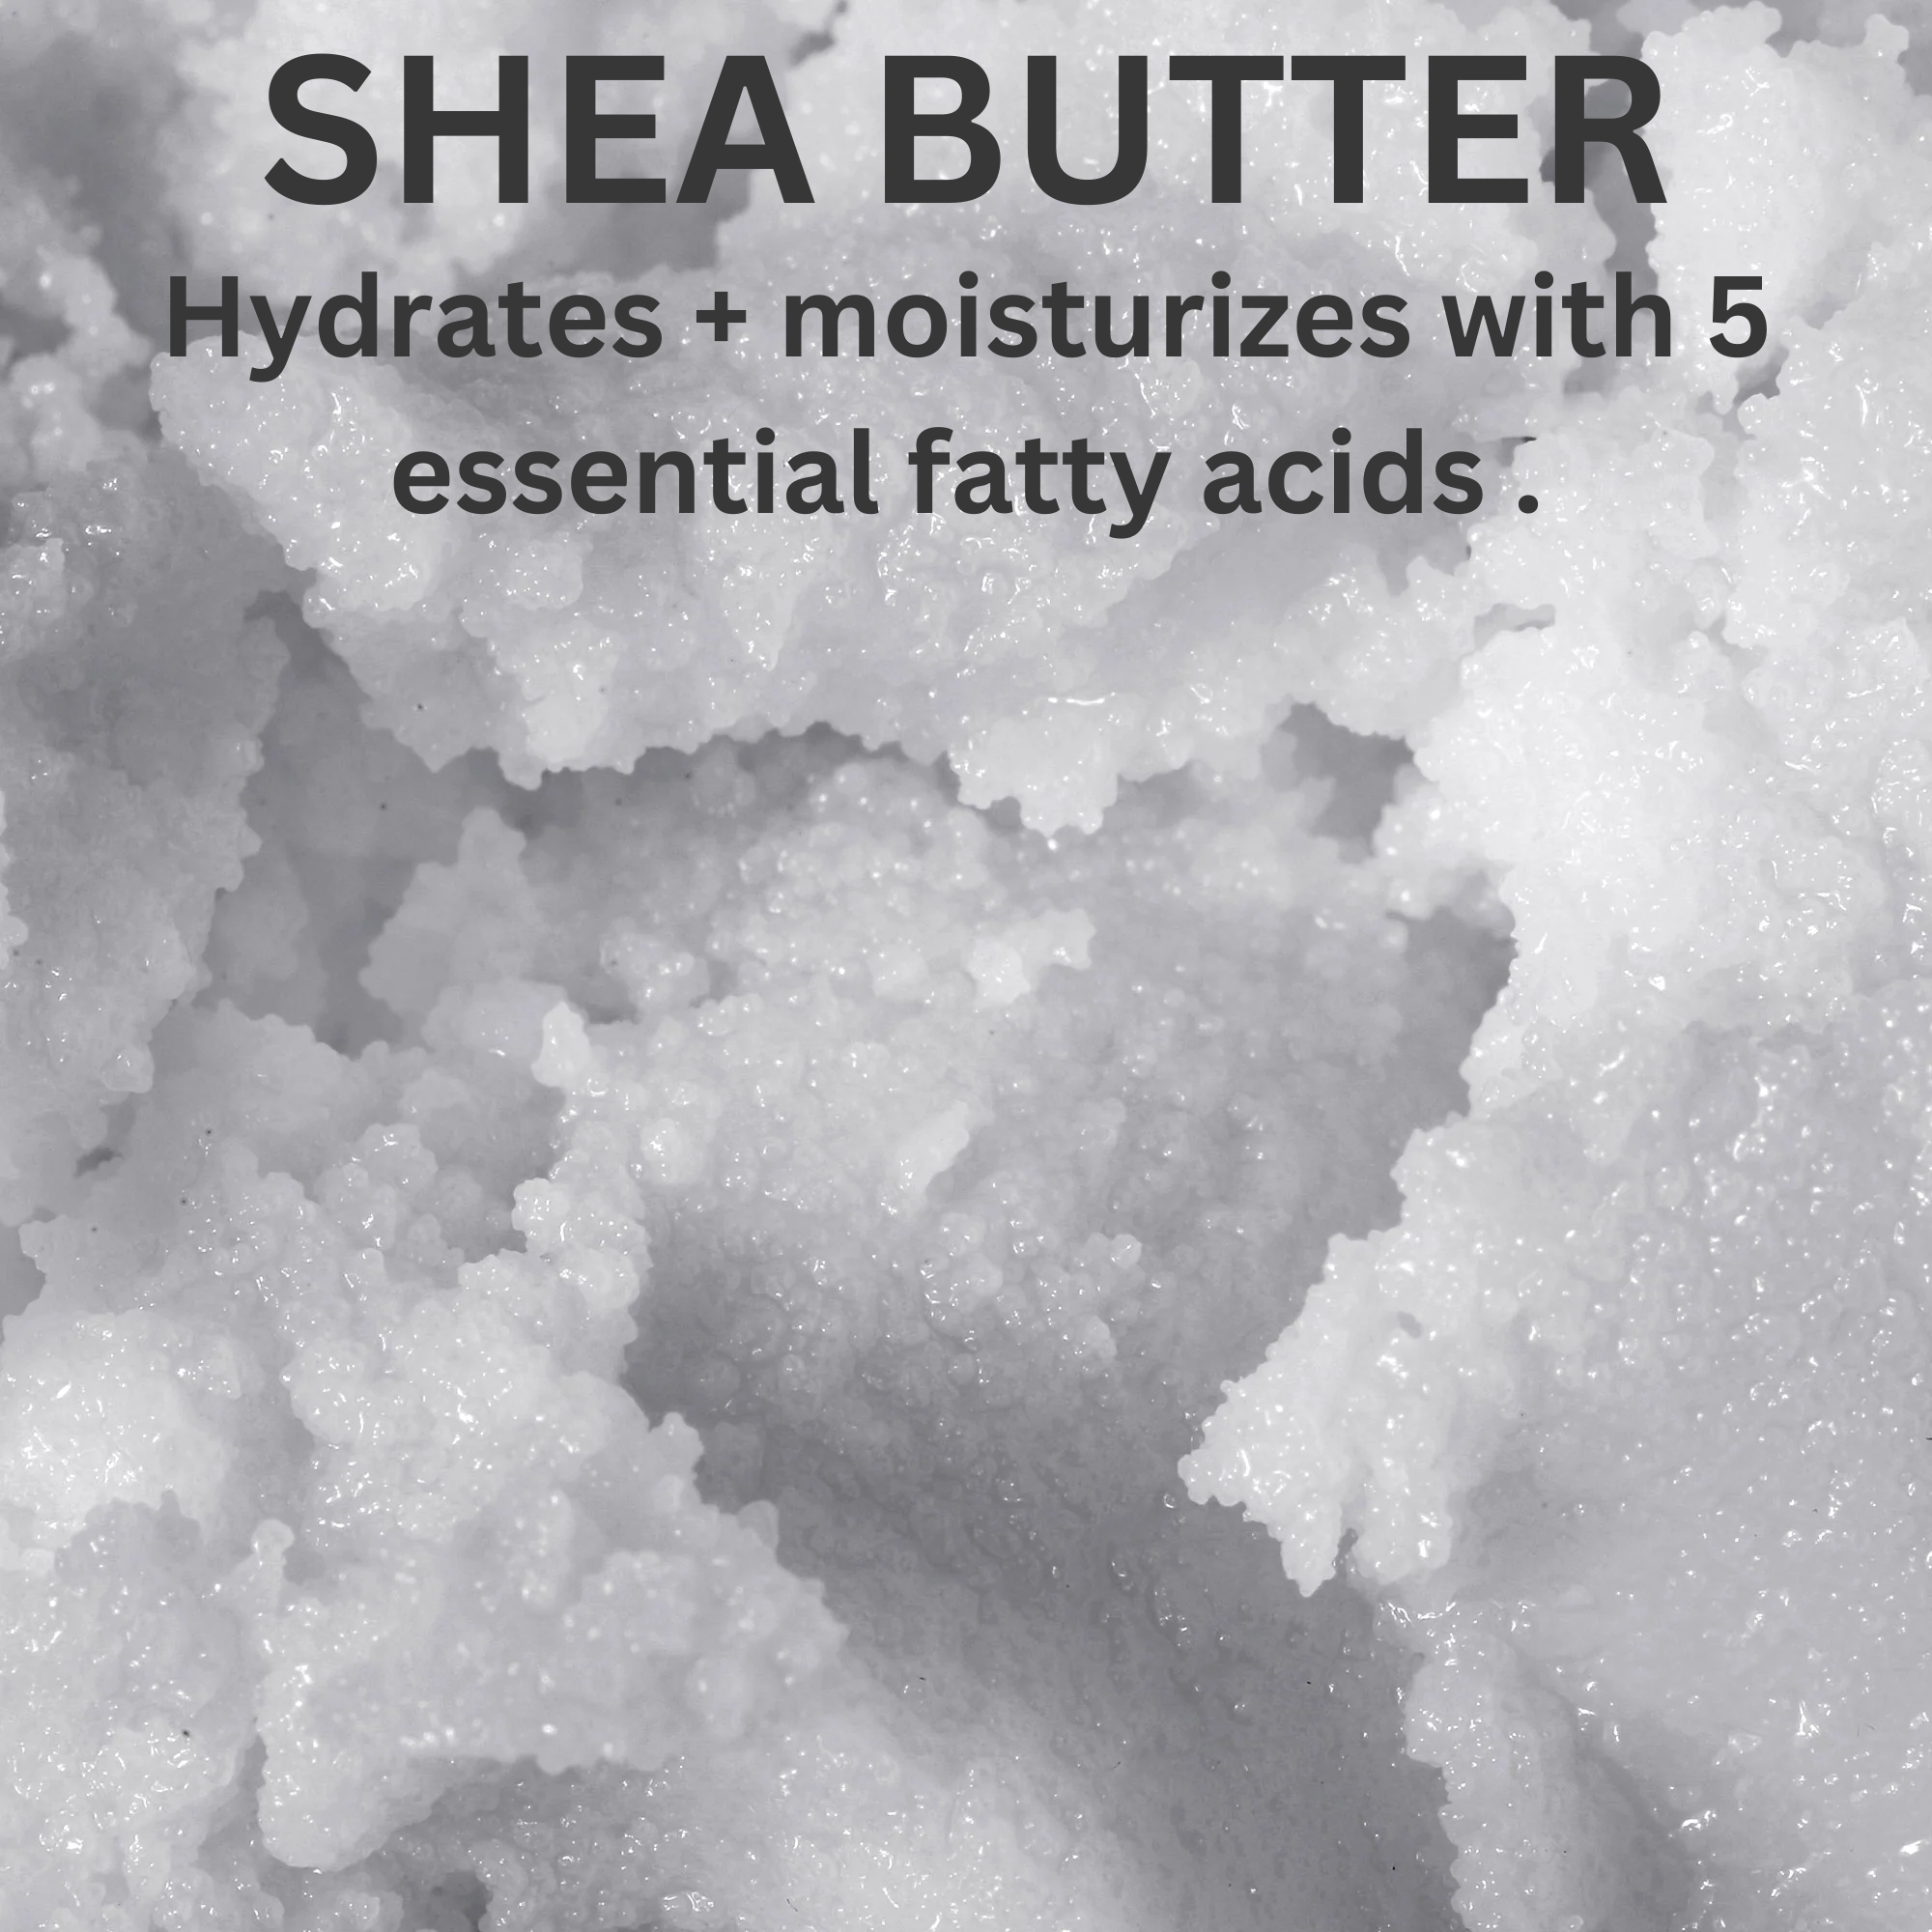 SHEA BUTTER
Hydrates + moisturizes with 5
essential fatty acids .